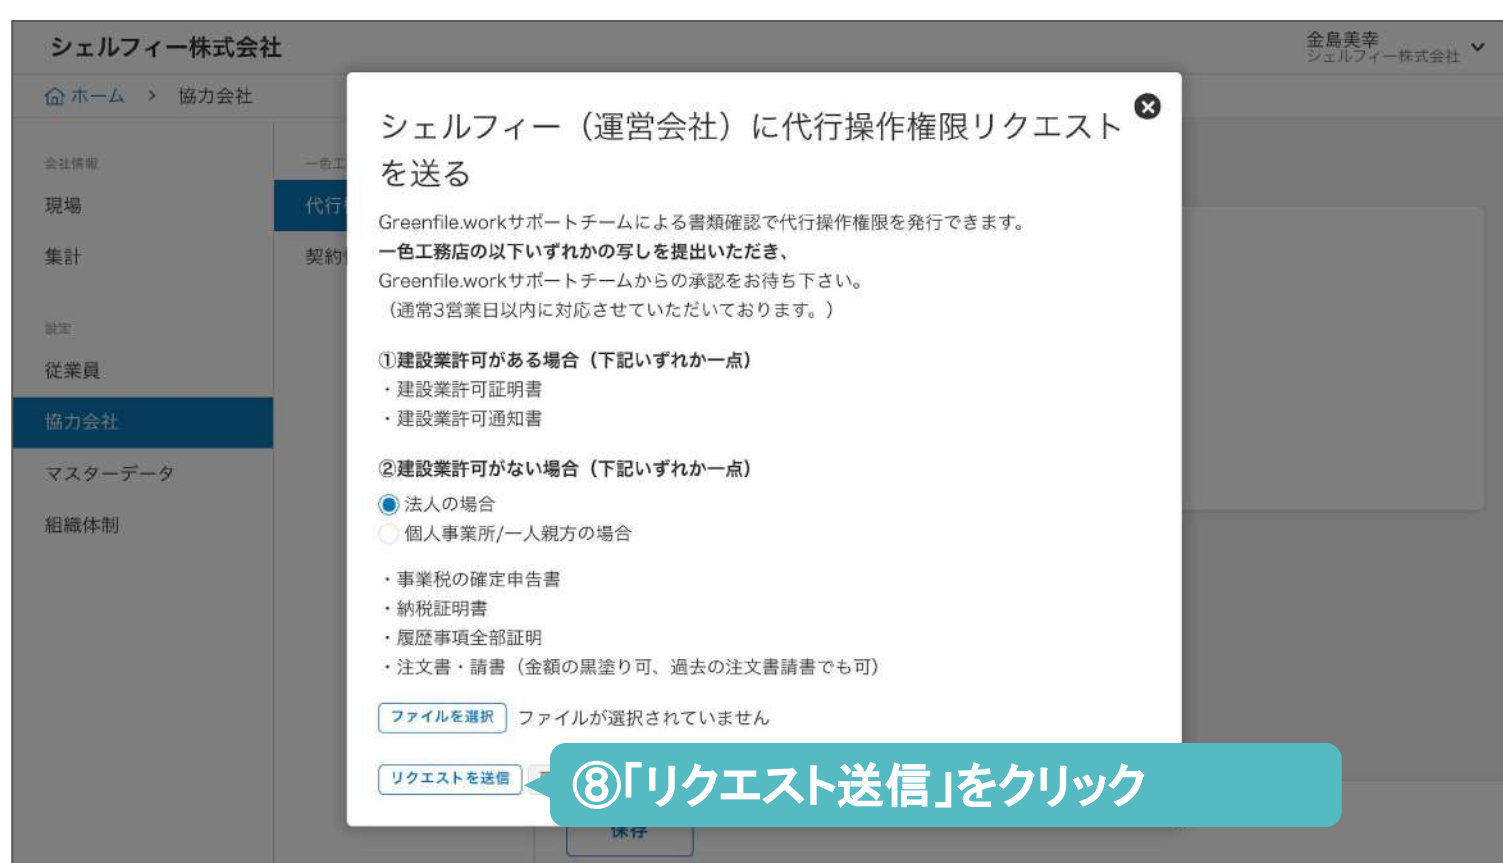 シェルフィー株式会社
金島美幸
シェルフィー株式会社
ホーム > 協力会社
会社情報
現場
集計
設定
従業員
協力会社
マスターデータ
組織体制
一色工
代行
契約
シェルフィー（運営会社）に代行操作権限リクエスト
を送る
Greenfile.workサポートチームによる書類確認で代行操作権限を発行できます。
一色工務店の以下いずれかの写しを提出いただき、
Greenfile.workサポートチームからの承認をお待ち下さい。
（通常3営業日以内に対応させていただいております。）
①建設業許可がある場合（下記いずれか一点）
・建設業許可証明書
・建設業許可通知書
②建設業許可がない場合（下記いずれか一点）
法人の場合
個人事業所/一人親方の場合
・事業税の確定申告書
・納税証明書
・履歴事項全部証明
・注文書・請書（金額の黒塗り可、過去の注文書請書でも可）
ファイルを選択 ファイルが選択されていません
リクエストを送信
⑧「リクエスト送信」をクリック
保存